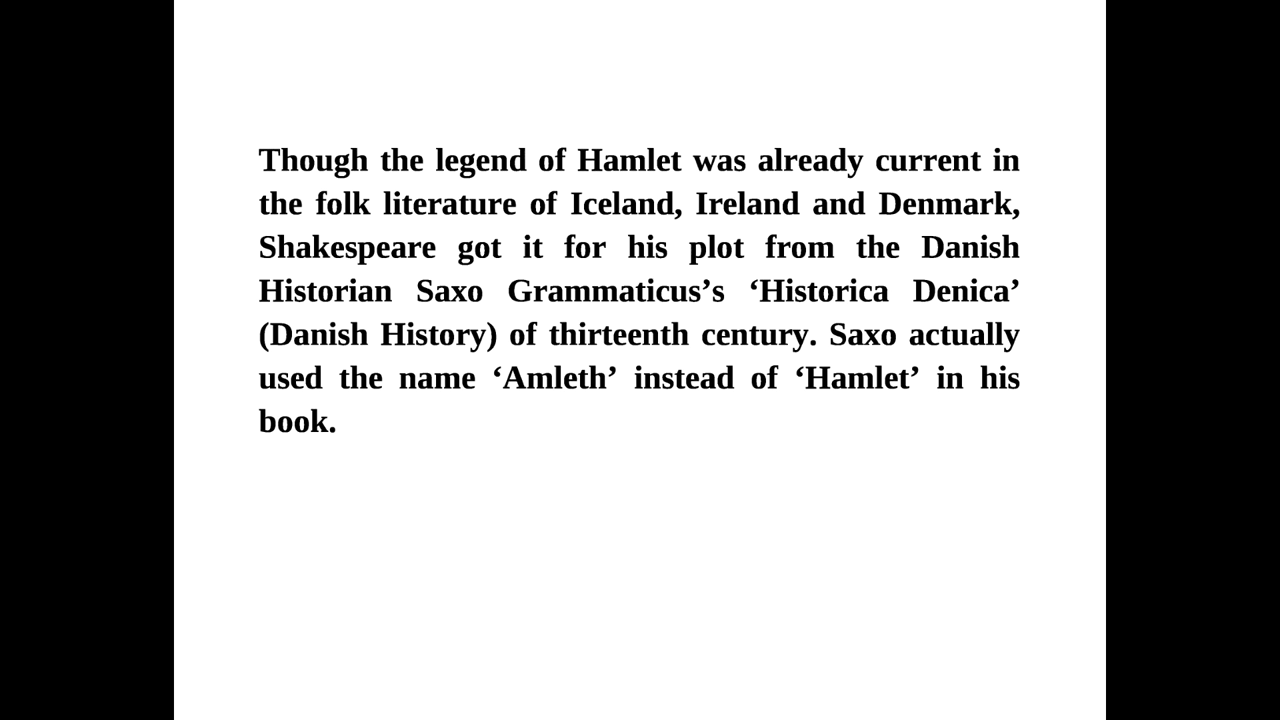 Though the legend of Hamlet was already current in
the folk literature of Iceland, Ireland and Denmark,
Shakespeare got it for his plot from the Danish
Historian Saxo Grammaticus’s ‘Historica Denica’
(Danish History) of thirteenth century. Saxo actually
used the name ‘Amleth’ instead of ‘Hamlet’ in his
book.